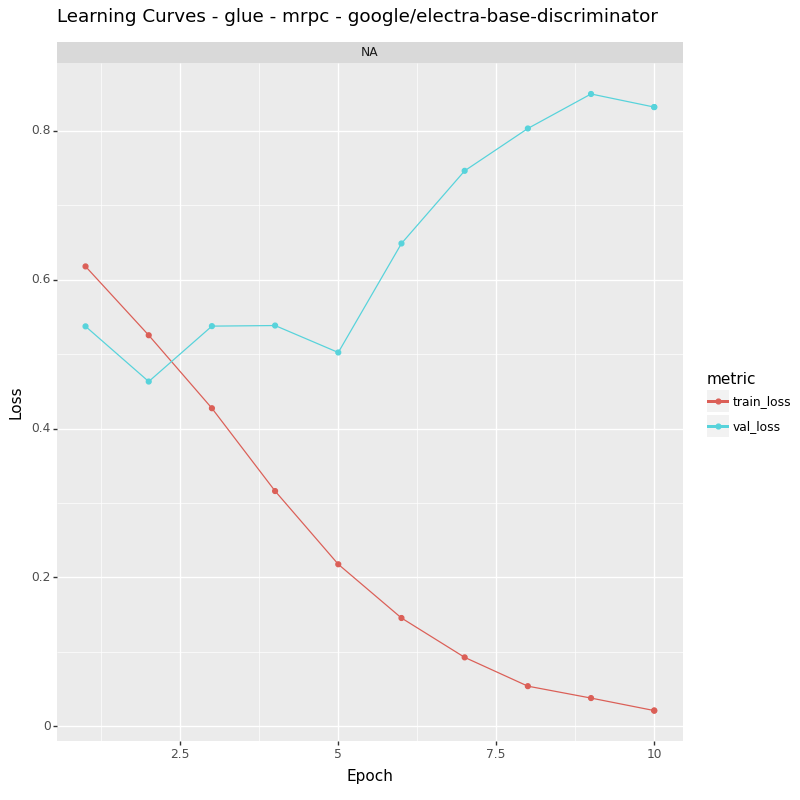 Learning Curves - glue - mrpc - google/electra-base-discriminator
NA
0.8
0.6
0.4
0.2
0
Loss
2.5
5
7.5
10
Epoch
metric
train_loss
val_loss